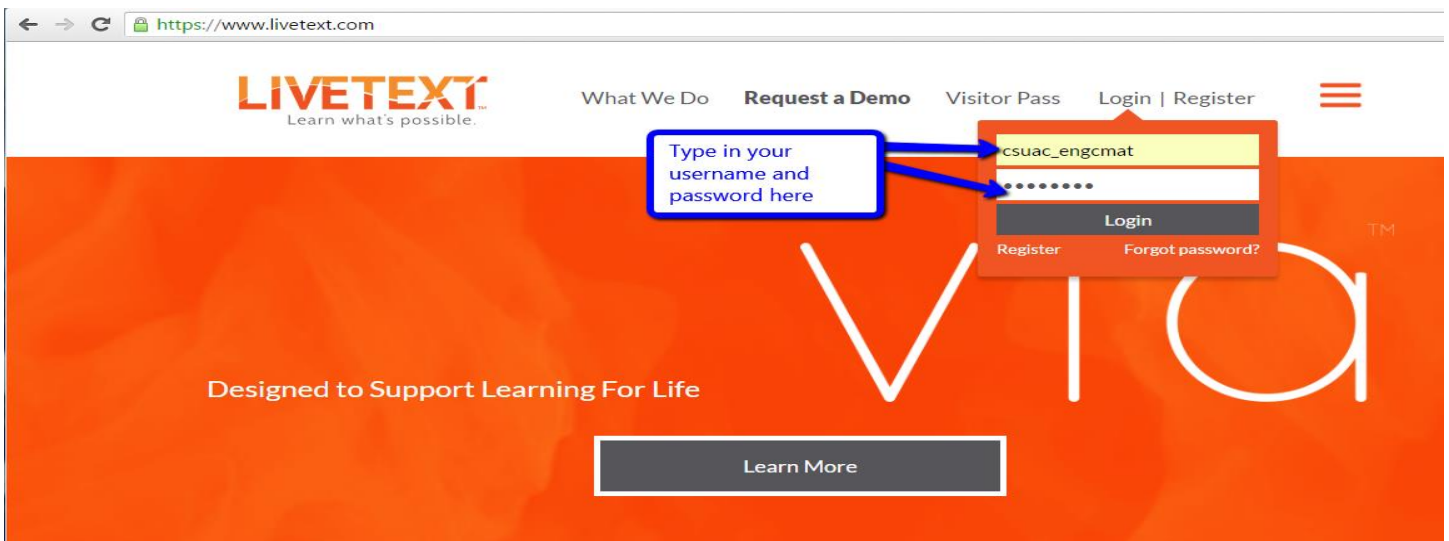 https://www.livetext.com
LIVETEXT™
Learn what's possible.
What We Do Request a Demo Visitor Pass Login | Register
Type in your
username and
password here
csuac_engcmat
••••••••
Login
Register Forgot password?
via
TM
Designed to Support Learning For Life
Learn More